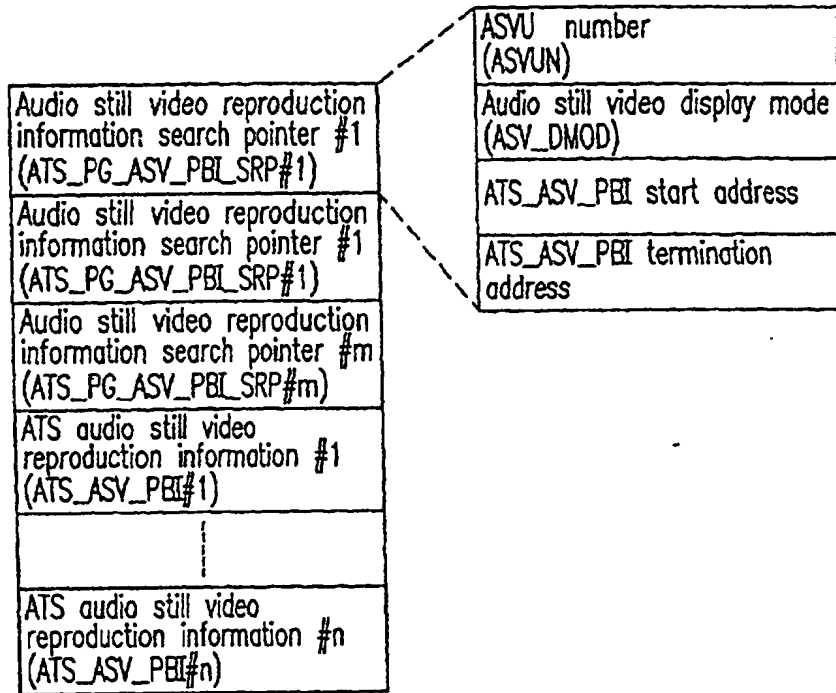 Audio still video reproduction
information search pointer #1
(ATS_PG_ASV_PBI_SRP#1)
Audio still video reproduction
information search pointer #1
(ATS_PG_ASV_PBI_SRP#1)
Audio still video reproduction
information search pointer #m
(ATS_PG_ASV_PBI_SRP#m)
ATS audio still video
reproduction information #1
(ATS_ASV_PBI#1)
ATS audio still video
reproduction information #n
(ATS_ASV_PBI#n)
ASVU number
(ASVUN)
Audio still video display mode
(ASV_DMOD)
ATS_ASV_PBI start address
ATS_ASV_PBI termination
address